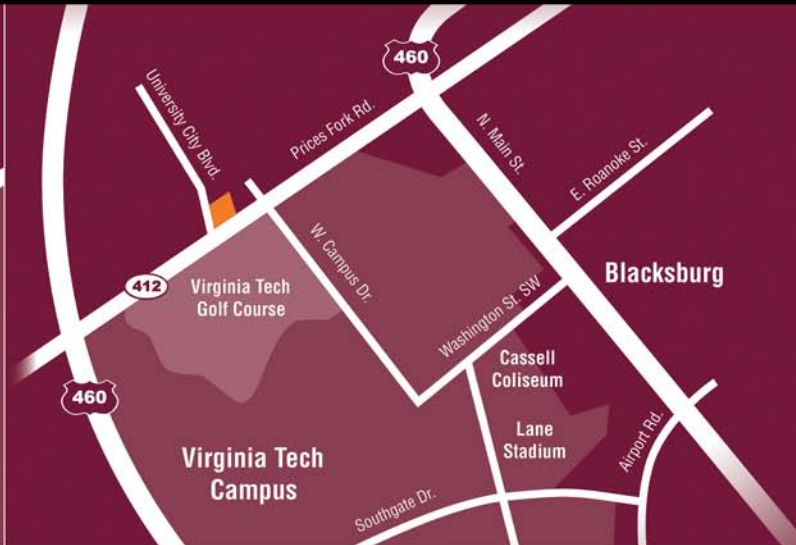 460
University City Blvd.
Prices Fork Rd.
N. Main St.
E. Roanoke St.
412
Virginia Tech
Golf Course
W. Campus Dr.
Blacksburg
Washington St. SW
Cassell
Coliseum
460
Lane
Stadium
Airport Rd.
Virginia Tech
Campus
Southgate Dr.